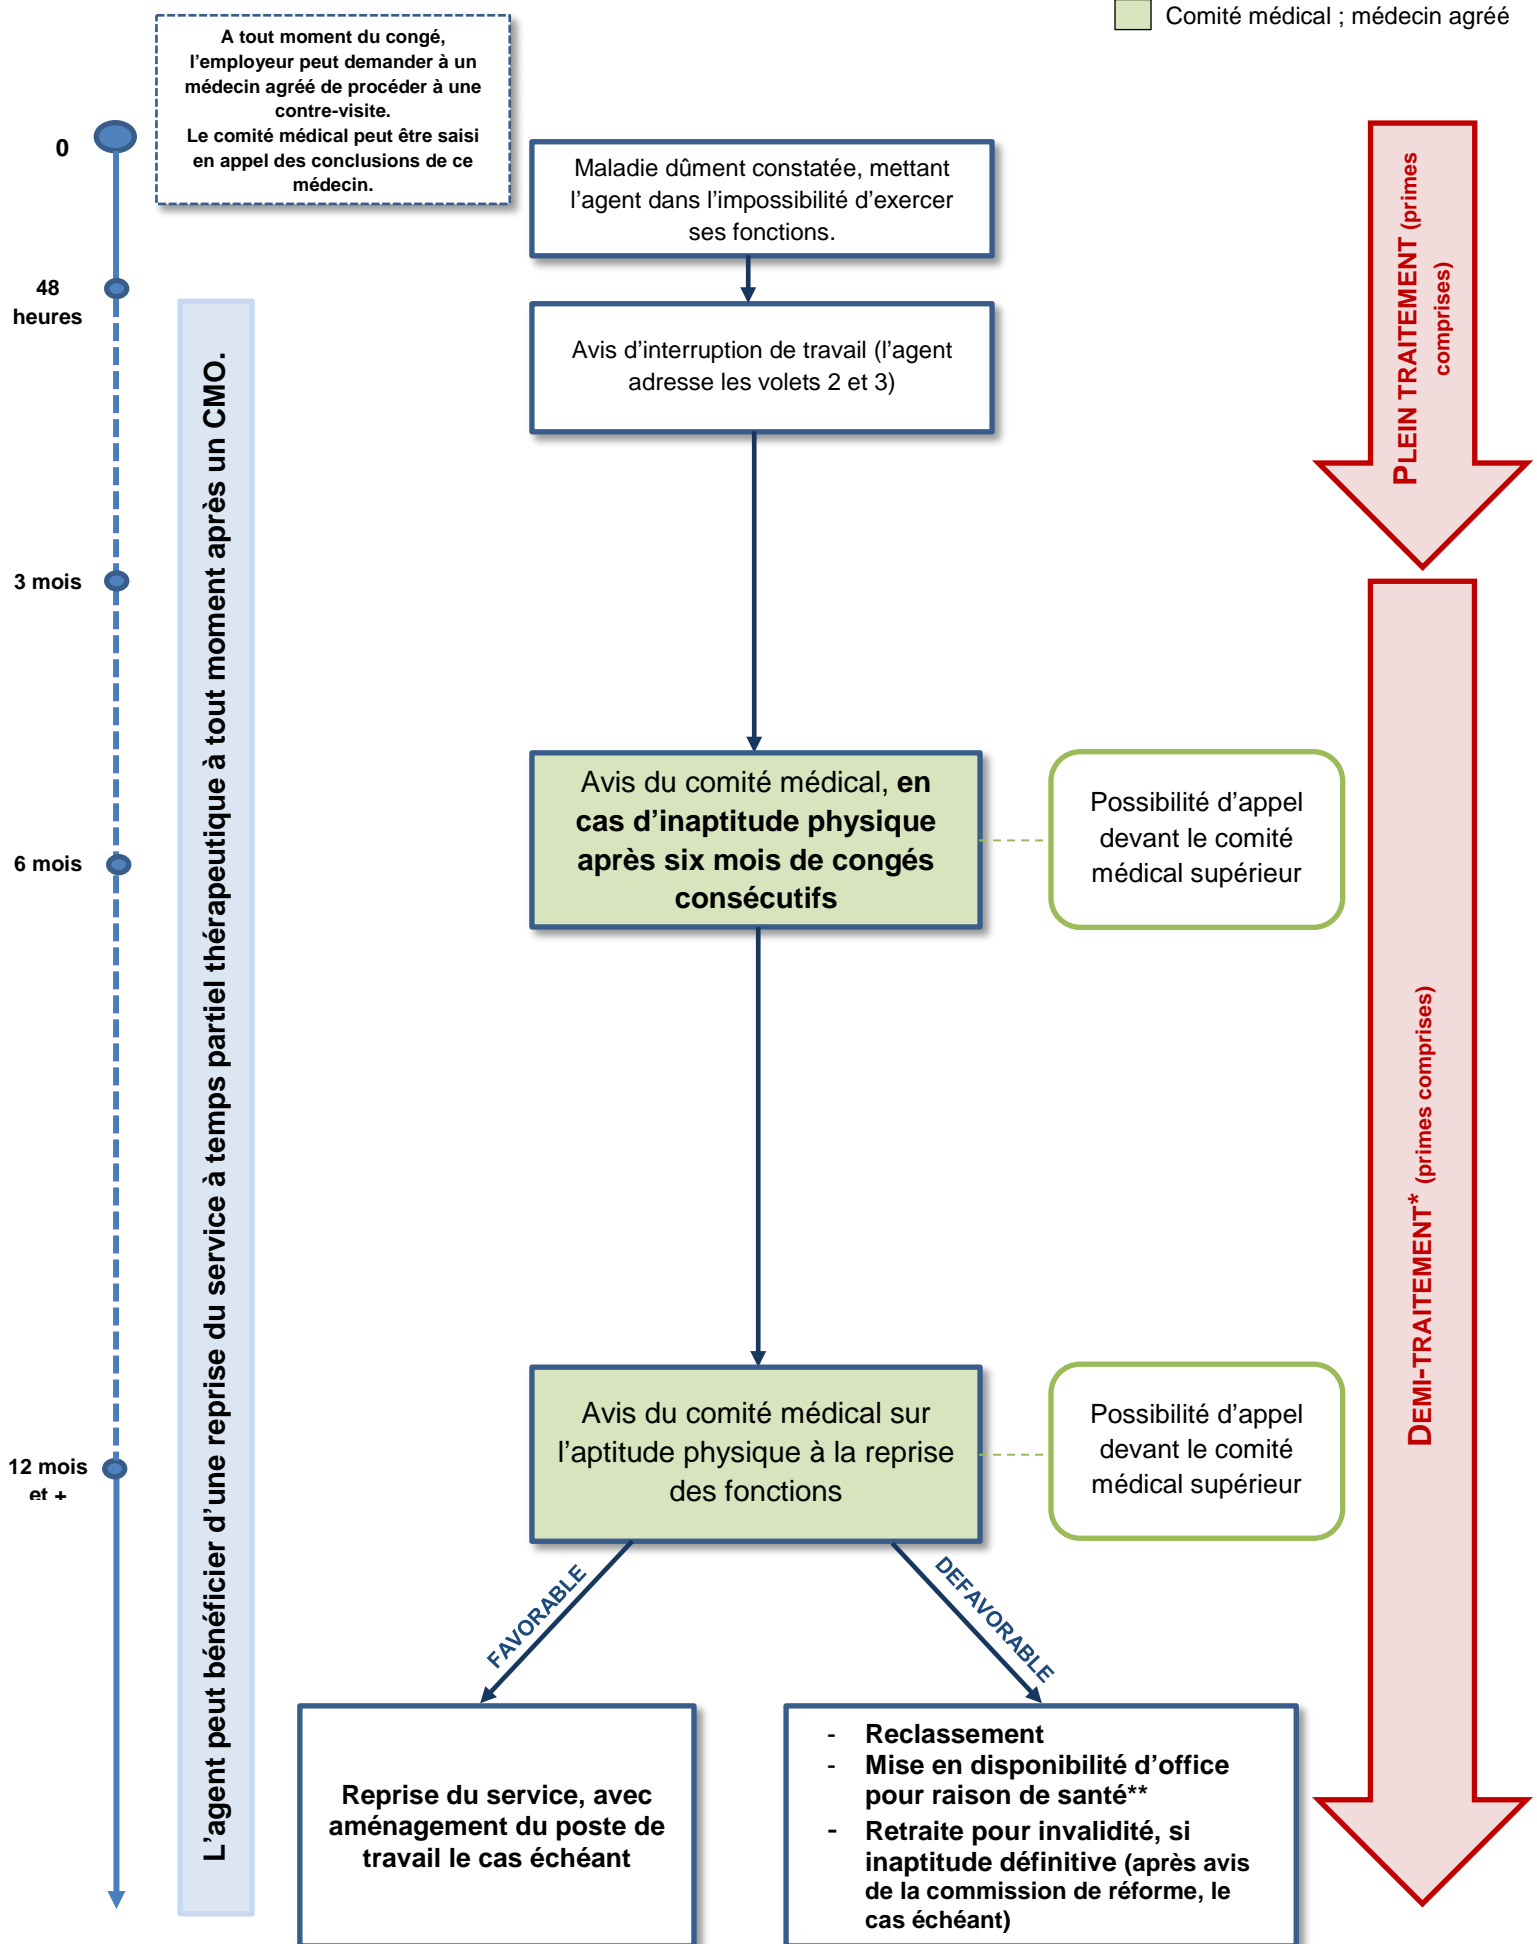 Comité médical ; médecin agréé
A tout moment du congé,
l’employeur peut demander à un
médecin agréé de procéder à une
contre-visite.
Le comité médical peut être saisi
en appel des conclusions de ce
médecin.
0
Maladie dûment constatée, mettant
l’agent dans l’impossibilité d’exercer
ses fonctions.
PLEIN TRAITEMENT (primes
comprises)
48
heures
Avis d’interruption de travail (l’agent
adresse les volets 2 et 3)
L’agent peut bénéficier d’une reprise du service à temps partiel thérapeutique à tout moment après un CMO.
3 mois
6 mois
Avis du comité médical, en
cas d’inaptitude physique
après six mois de congés
consécutifs
Possibilité d’appel
devant le comité
médical supérieur
DEMI-TRAITEMENT* (primes comprises)
12 mois
et +
Avis du comité médical sur
l’aptitude physique à la reprise
des fonctions
Possibilité d’appel
devant le comité
médical supérieur
FAVORABLE
DEFAVORABLE
Reprise du service, avec
aménagement du poste de
travail le cas échéant
- Reclassement
- Mise en disponibilité d’office
pour raison de santé**
- Retraite pour invalidité, si
inaptitude définitive (après avis
de la commission de réforme, le
cas échéant)